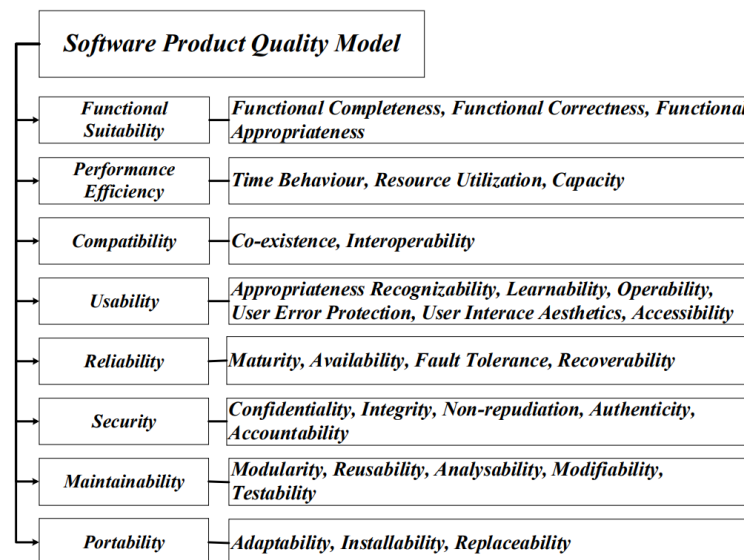 Software Product Quality Model
Functional
Suitability
Functional Completeness, Functional Correctness, Functional
Appropriateness
Performance
Efficiency
Time Behaviour, Resource Utilization, Capacity
Compatibility
Co-existence, Interoperability
Usability
Appropriateness Recognizability, Learnability, Operability,
User Error Protection, User Interace Aesthetics, Accessibility
Reliability
Maturity, Availability, Fault Tolerance, Recoverability
Security
Confidentiality, Integrity, Non-repudiation, Authenticity,
Accountability
Maintainability
Modularity, Reusability, Analysability, Modifiability,
Testability
Portability
Adaptability, Installability, Replaceability